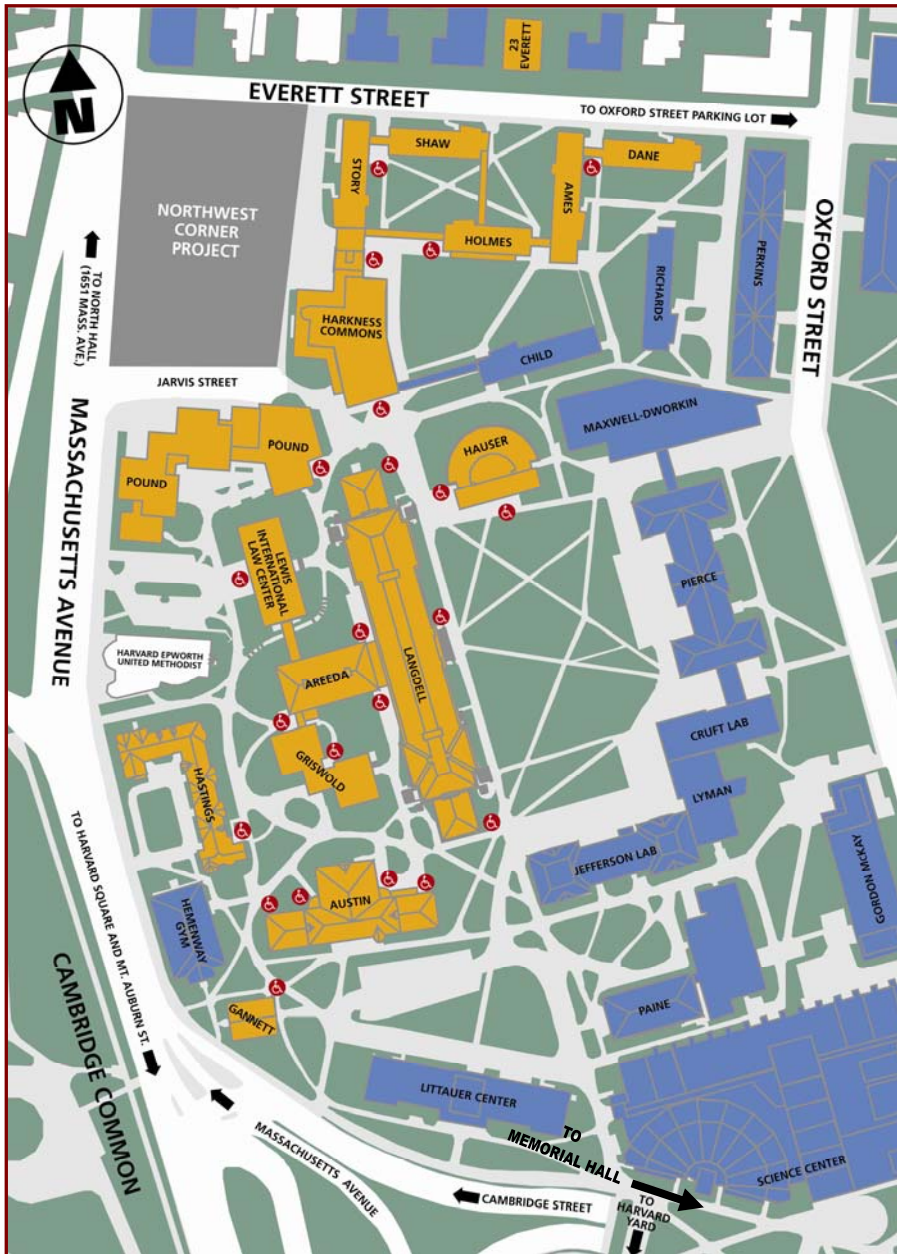 23
EVERETT
N
EVERETT STREET
TO OXFORD STREET PARKING LOT
SHAW
STORY
DANE
AMES
HOLMES
NORTHWEST
CORNER
PROJECT
OXFORD STREET
PERKINS
RICHARDS
TO NORTH HALL
(1651 MASS. AVE.)
HARKNESS
COMMONS
CHILD
JARVIS STREET
MASSACHUSETTS AVENUE
MAXWELL-DWORKIN
POUND
HAUSER
POUND
LEWIS
INTERNATIONAL
LAW CENTER
PIERCE
HARVARD EPWORTH
UNITED METHODIST
AREEDA
LANGDELL
CRUFT LAB
GRISWOLD
HASTINGS
LYMAN
TO HARVARD SQUARE AND MT. AUBURN ST.
JEFFERSON LAB
GORDON MCKAY
AUSTIN
HEMENWAY
GYM
CAMBRIDGE COMMON
GANNETT
PAINE
LITTAUER CENTER
TO
MEMORIAL HALL
MASSACHUSETTS
AVENUE
SCIENCE CENTER
CAMBRIDGE STREET
TO
HARVARD
YARD